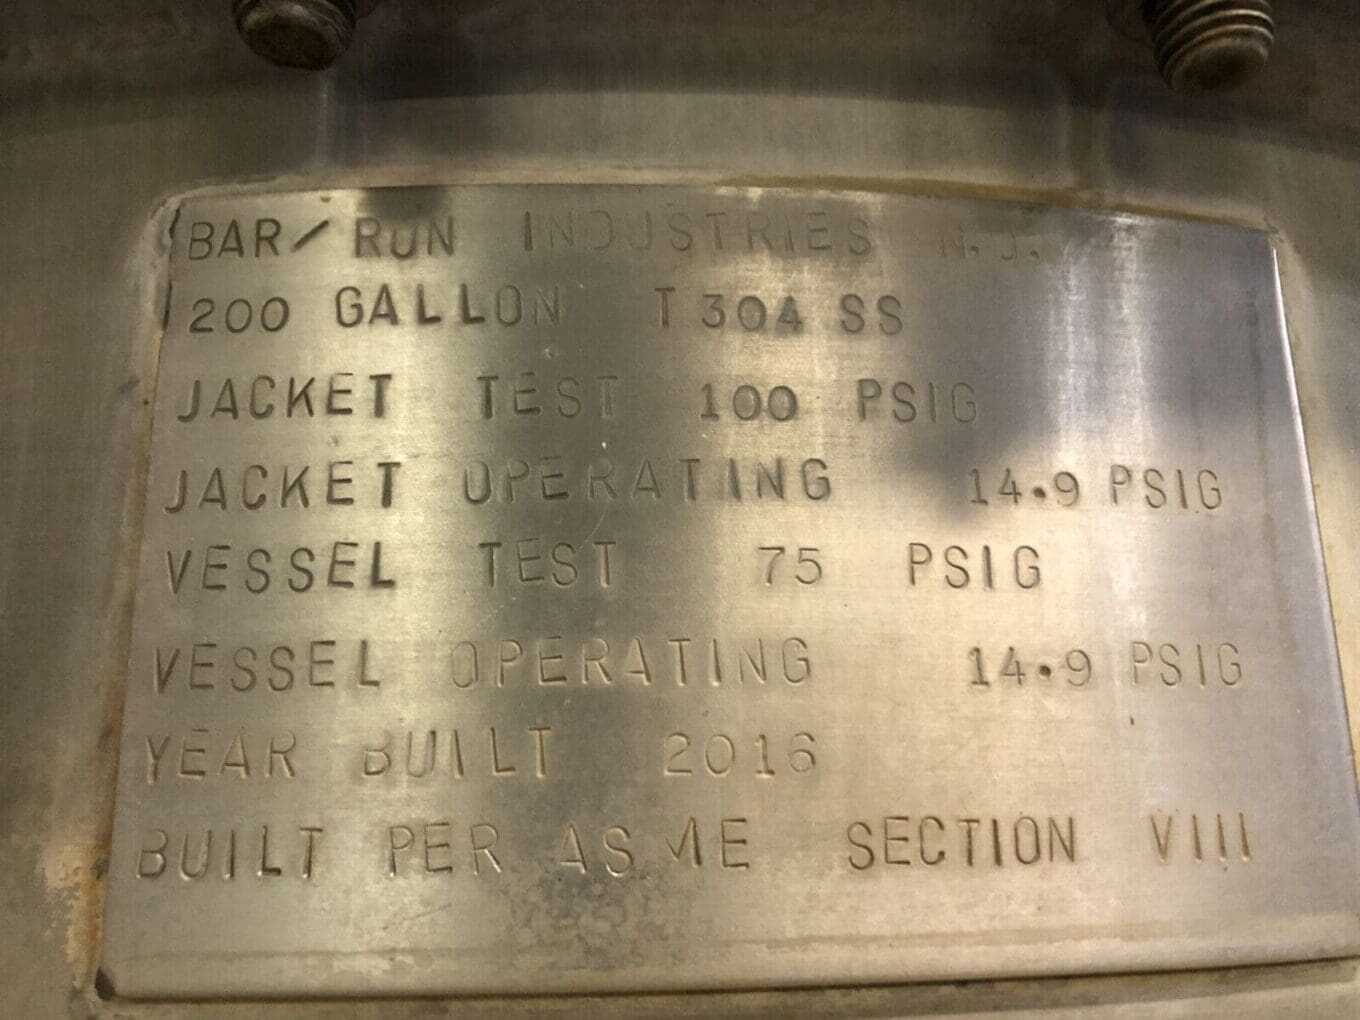 BAR/RUN INDUSTRIES N.J.
200 GALLON T304 SS
JACKET TEST 100 PSIG
JACKET OPERATING 14.9 PSIG
VESSEL TEST 75 PSIG
VESSEL OPERATING 14.9 PSIG
YEAR BUILT 2016
BUILT PER ASME SECTION VIII